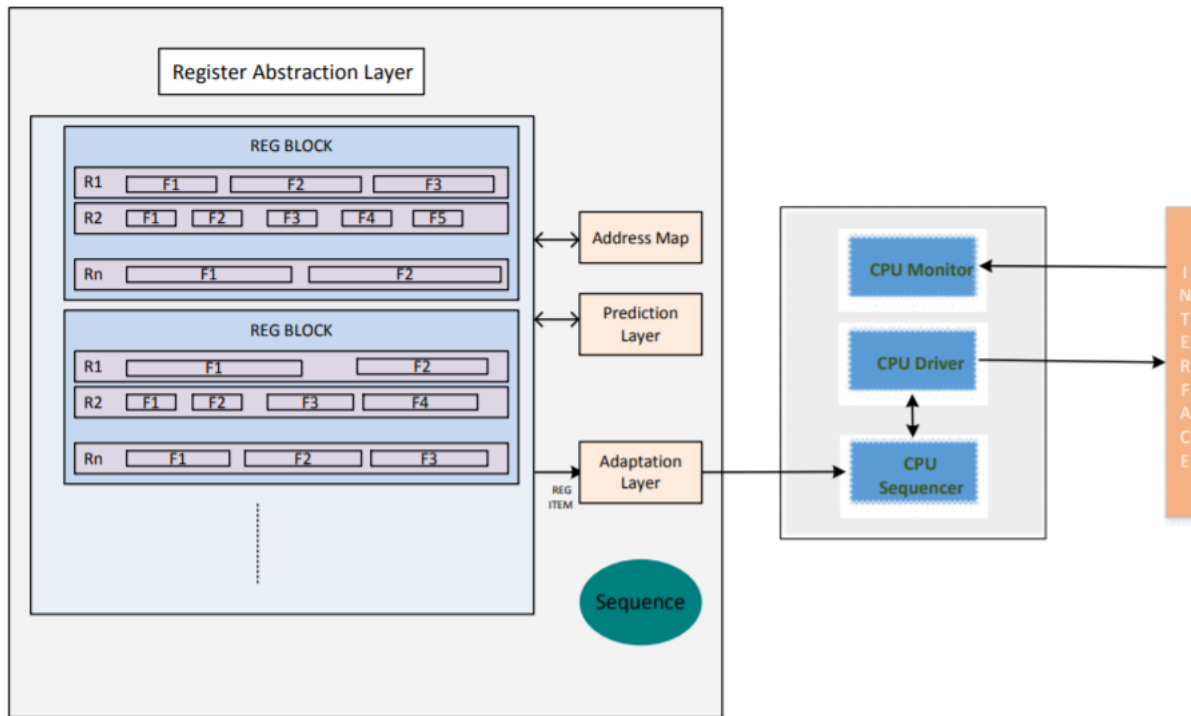 Register Abstraction Layer
REG BLOCK
R1 F1 F2 F3
R2 F1 F2 F3 F4 F5
Rn F1 F2
REG BLOCK
R1 F1 F2
R2 F1 F2 F3 F4
Rn F1 F2 F3
Address Map
Prediction
Layer
Adaptation
Layer
REG
ITEM
Sequence
CPU Monitor
CPU Driver
CPU
Sequencer
INTERFACE